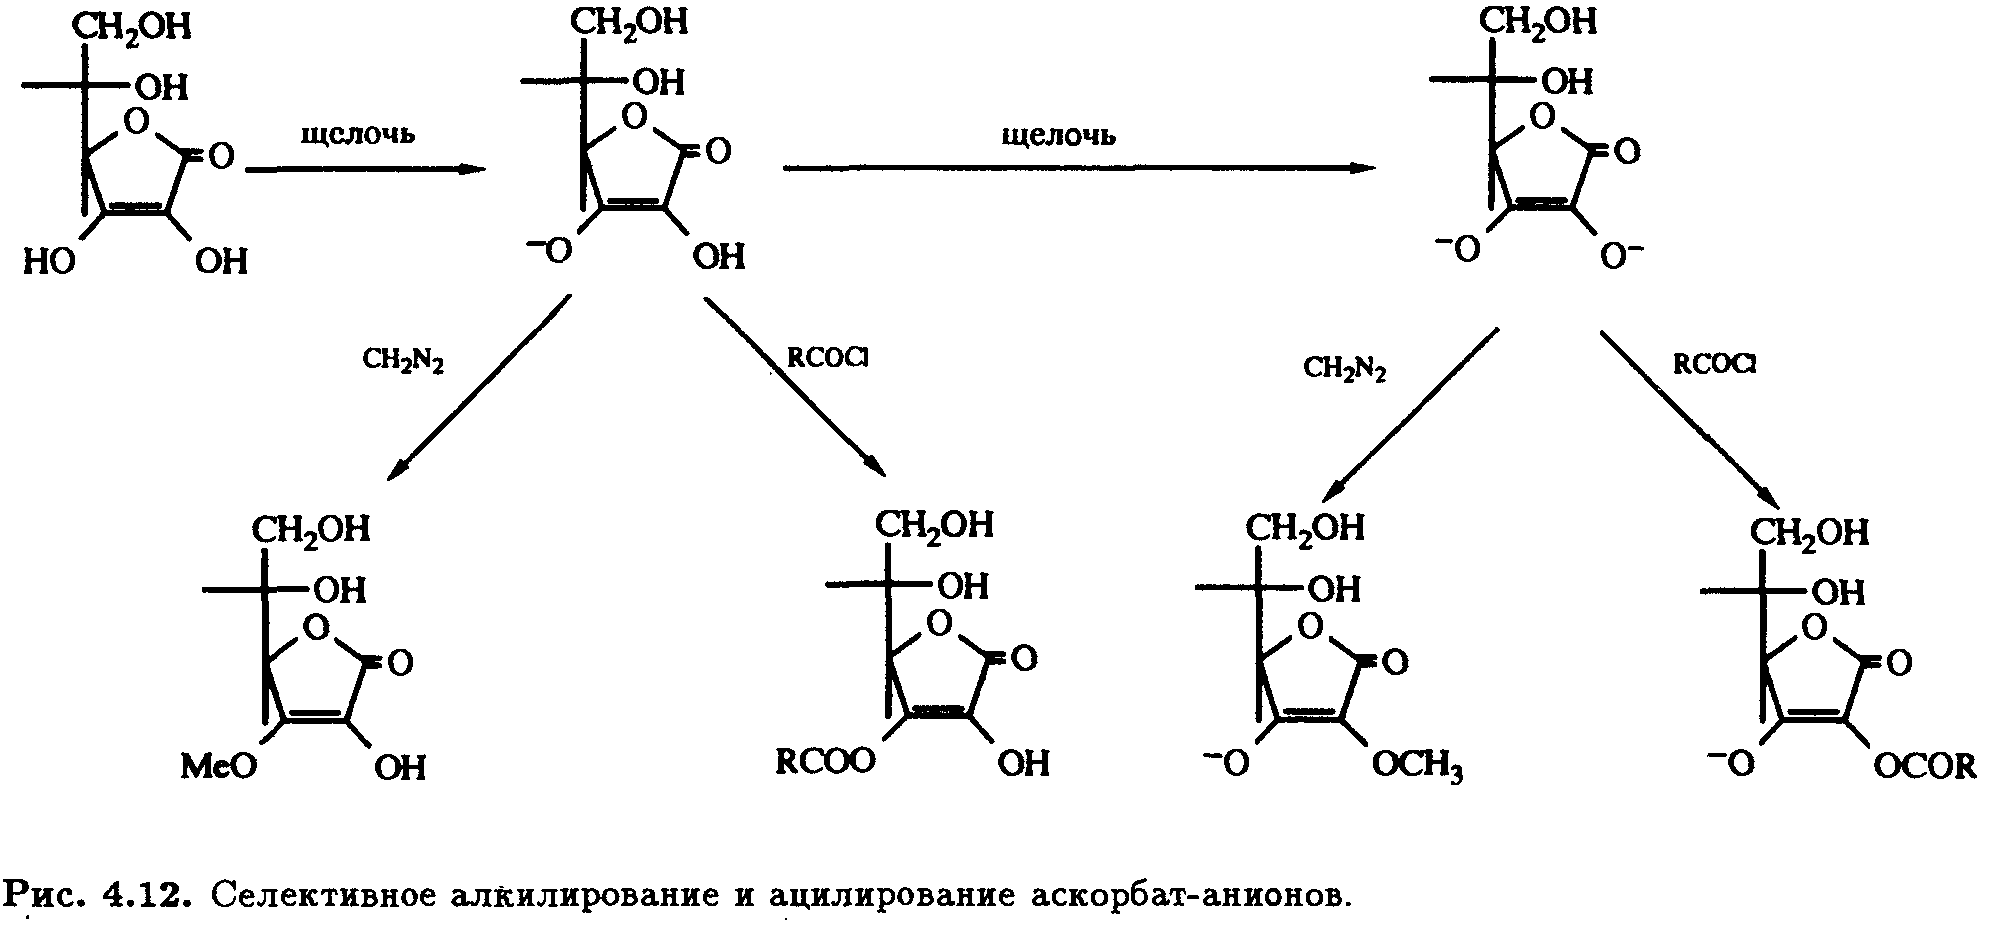 CH₂OH CH₂OH CH₂OH
OH OH OH
O щелочь O щелочь O
O O O
HO OH ⁻O OH ⁻O O⁻
CH₂N₂ RCOCl CH₂N₂ RCOCl
CH₂OH CH₂OH CH₂OH CH₂OH
OH OH OH OH
O O O O
O O O O
MeO OH RCOO OH ⁻O OCH₃ ⁻O OCOR
Рис. 4.12. Селективное алкилирование и ацилирование аскорбат-анионов.